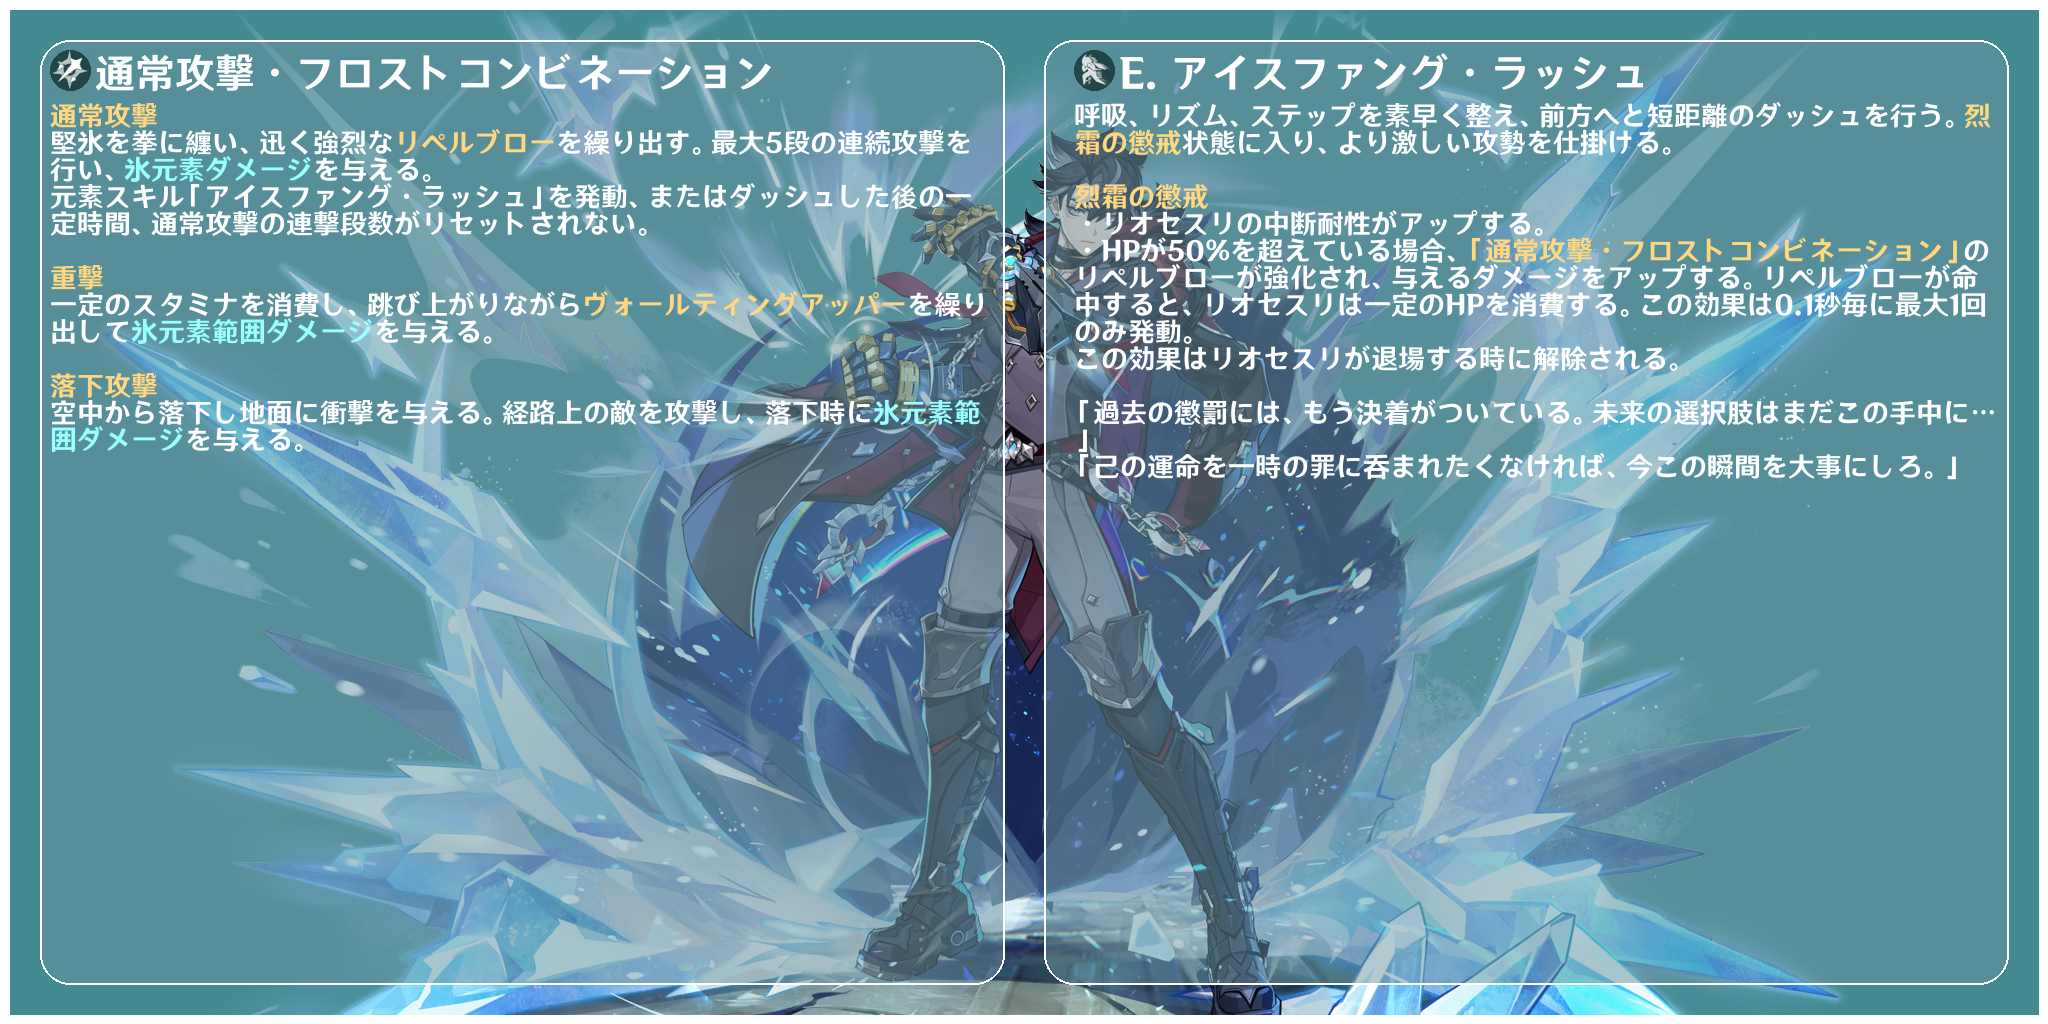 通常攻撃・フロストコンビネーション
通常攻撃
堅氷を拳に纏い、迅く強烈なリペルブローを繰り出す。最大5段の連続攻撃を
行い、氷元素ダメージを与える。
元素スキル「アイスファング・ラッシュ」を発動、またはダッシュした後の一
定時間、通常攻撃の連撃段数がリセットされない。
重撃
一定のスタミナを消費し、跳び上がりながらヴォールティングアッパーを繰り
出して氷元素範囲ダメージを与える。
落下攻撃
空中から落下し地面に衝撃を与える。経路上の敵を攻撃し、落下時に氷元素範
囲ダメージを与える。
E. アイスファング・ラッシュ
呼吸、リズム、ステップを素早く整え、前方へと短距離のダッシュを行う。烈
霜の懲戒状態に入り、より激しい攻勢を仕掛ける。
烈霜の懲戒
・リオセスリの中断耐性がアップする。
・HPが50%を超えている場合、「通常攻撃・フロストコンビネーション」の
リペルブローが強化され、与えるダメージをアップする。リペルブローが命
中すると、リオセスリは一定のHPを消費する。この効果は0.1秒毎に最大1回
のみ発動。
この効果はリオセスリが退場する時に解除される。
「過去の懲罰には、もう決着がついている。未来の選択肢はまだこの手中に…
」
「己の運命を一時の罪に呑まれたくなければ、今この瞬間を大事にしろ。」